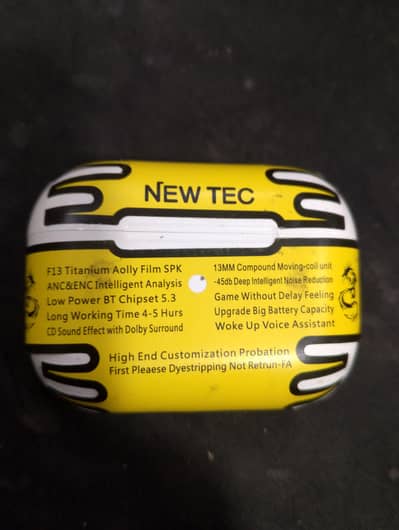 NEW TEC
F13 Titanium Aolly Film SPK
ANC&ENC Intelligent Analysis
Low Power BT Chipset 5.3
Long Working Time 4-5 Hurs
CD Sound Effect with Dolby Surround
13MM Compound Moving-coil unit
-45db Deep Intelligent Noise Reduction
Game Without Delay Feeling
Upgrade Big Battery Capacity
Woke Up Voice Assistant
High End Customization Probation
First Pleaese Dyestripping Not Retrun-FA